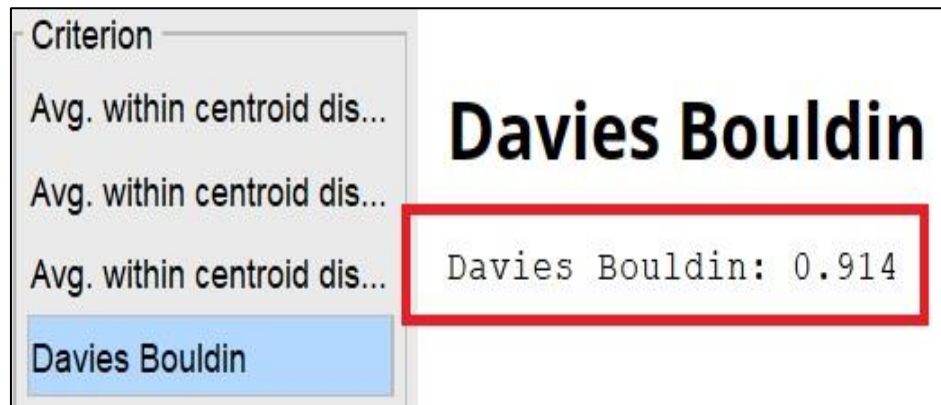 Criterion
Avg. within centroid dis...
Avg. within centroid dis...
Avg. within centroid dis...
Davies Bouldin
Davies Bouldin
Davies Bouldin: 0.914